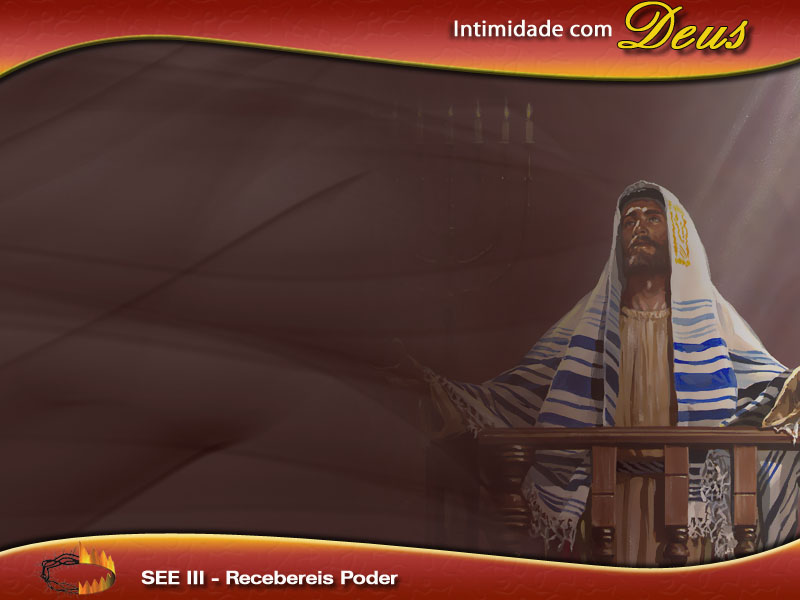 Intimidade com Deus
SEE III - Recebereis Poder